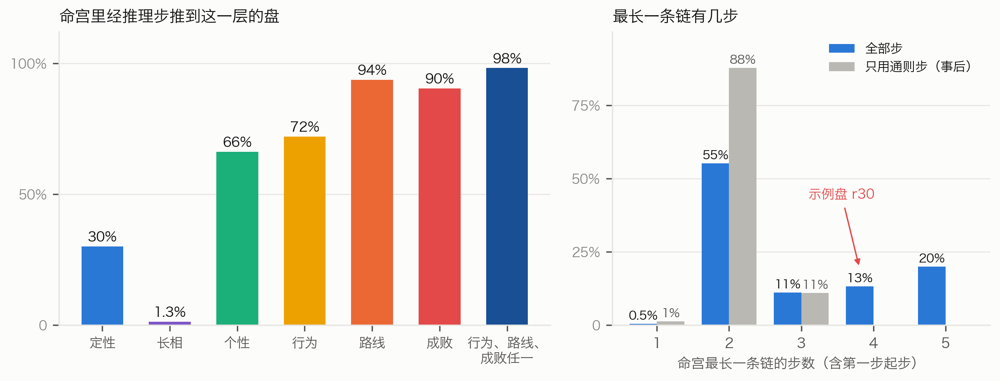 命宫里经推理步推到这一层的盘
100%
50%
0
30%
1.3%
66%
72%
94%
90%
98%
定性
长相
个性
行为
路线
成败
行为、路线、
成败任一
最长一条链有几步
全部步
只用通则步（事后）
75%
50%
25%
0
0.5%
1%
55%
88%
11%
11%
13%
20%
示例盘 r30
1
2
3
4
5
命宫最长一条链的步数（含第一步起步）